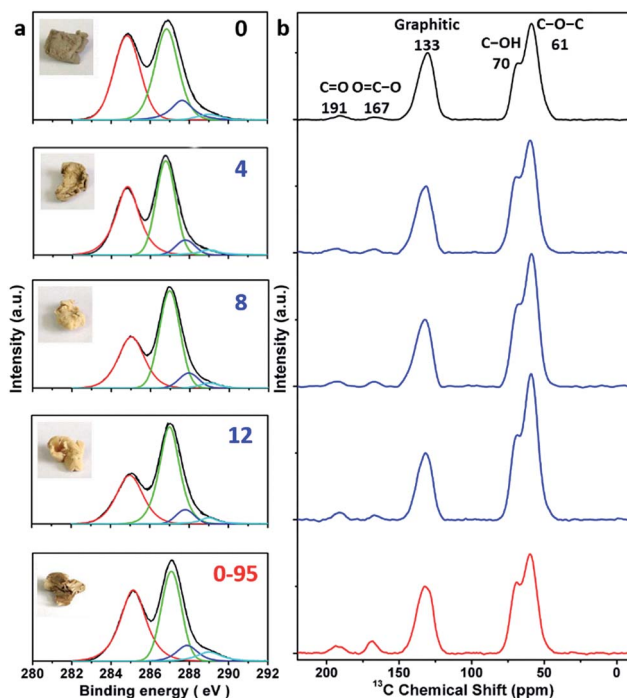 a
0
4
8
12
0-95
Intensity (a.u.)
280 282 284 286 288 290 292
Binding energy ( eV )
b
Graphitic
133
C–OH
70
C–O–C
61
C=O O=C–O
191 167
Intensity (a.u.)
200 150 100 50 0
13C Chemical Shift (ppm)